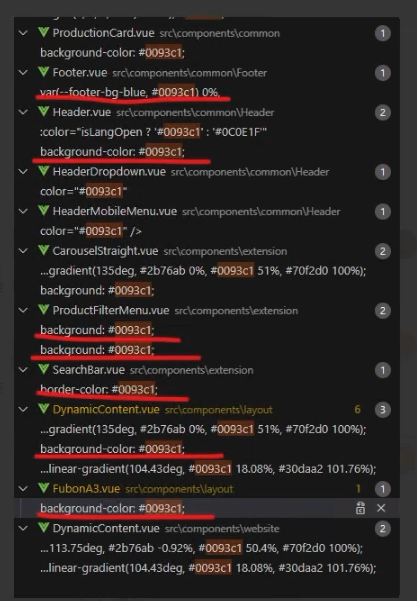 ProductionCard.vue src\components\common 1
background-color: #0093c1;
Footer.vue src\components\common\Footer 1
var(--footer-bg-blue, #0093c1) 0%,
Header.vue src\components\common\Header 2
:color="isLangOpen ? '#0093c1' : '#0C0E1F'"
background-color: #0093c1;
HeaderDropdown.vue src\components\common\Header 1
color="#0093c1"
HeaderMobileMenu.vue src\components\common\Header 1
color="#0093c1" />
CarouselStraight.vue src\components\extension 2
...gradient(135deg, #2b76ab 0%, #0093c1 51%, #70f2d0 100%);
background: #0093c1;
ProductFilterMenu.vue src\components\extension 2
background: #0093c1;
background: #0093c1;
SearchBar.vue src\components\extension 1
border-color: #0093c1;
DynamicContent.vue src\components\layout 6 3
...gradient(135deg, #2b76ab 0%, #0093c1 51%, #70f2d0 100%);
background-color: #0093c1;
...linear-gradient(104.43deg, #0093c1 18.08%, #30daa2 101.76%);
FubonA3.vue src\components\layout 1 1
background-color: #0093c1;
DynamicContent.vue src\components\website 2
...113.75deg, #2b76ab -0.92%, #0093c1 50.4%, #70f2d0 100%);
...linear-gradient(104.43deg, #0093c1 18.08%, #30daa2 101.76%);